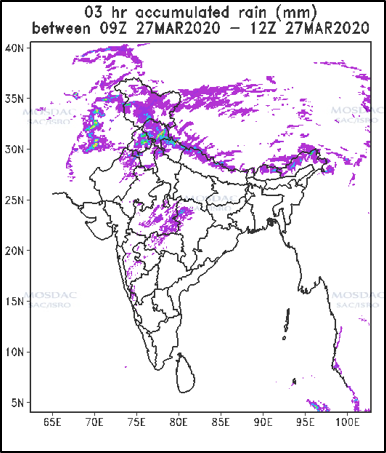 03 hr accumulated rain (mm)
between 09Z 27MAR2020 – 12Z 27MAR2020
40N
35N
MOSDAC MOSDAC MOSDAC
SAC/ISRO SAC/ISRO
30N
25N
MOSDAC
20N
15N
MOSDAC MOSDAC
SAC/ISRO SAC/ISRO
10N
5N
65E 70E 75E 80E 85E 90E 95E 100E